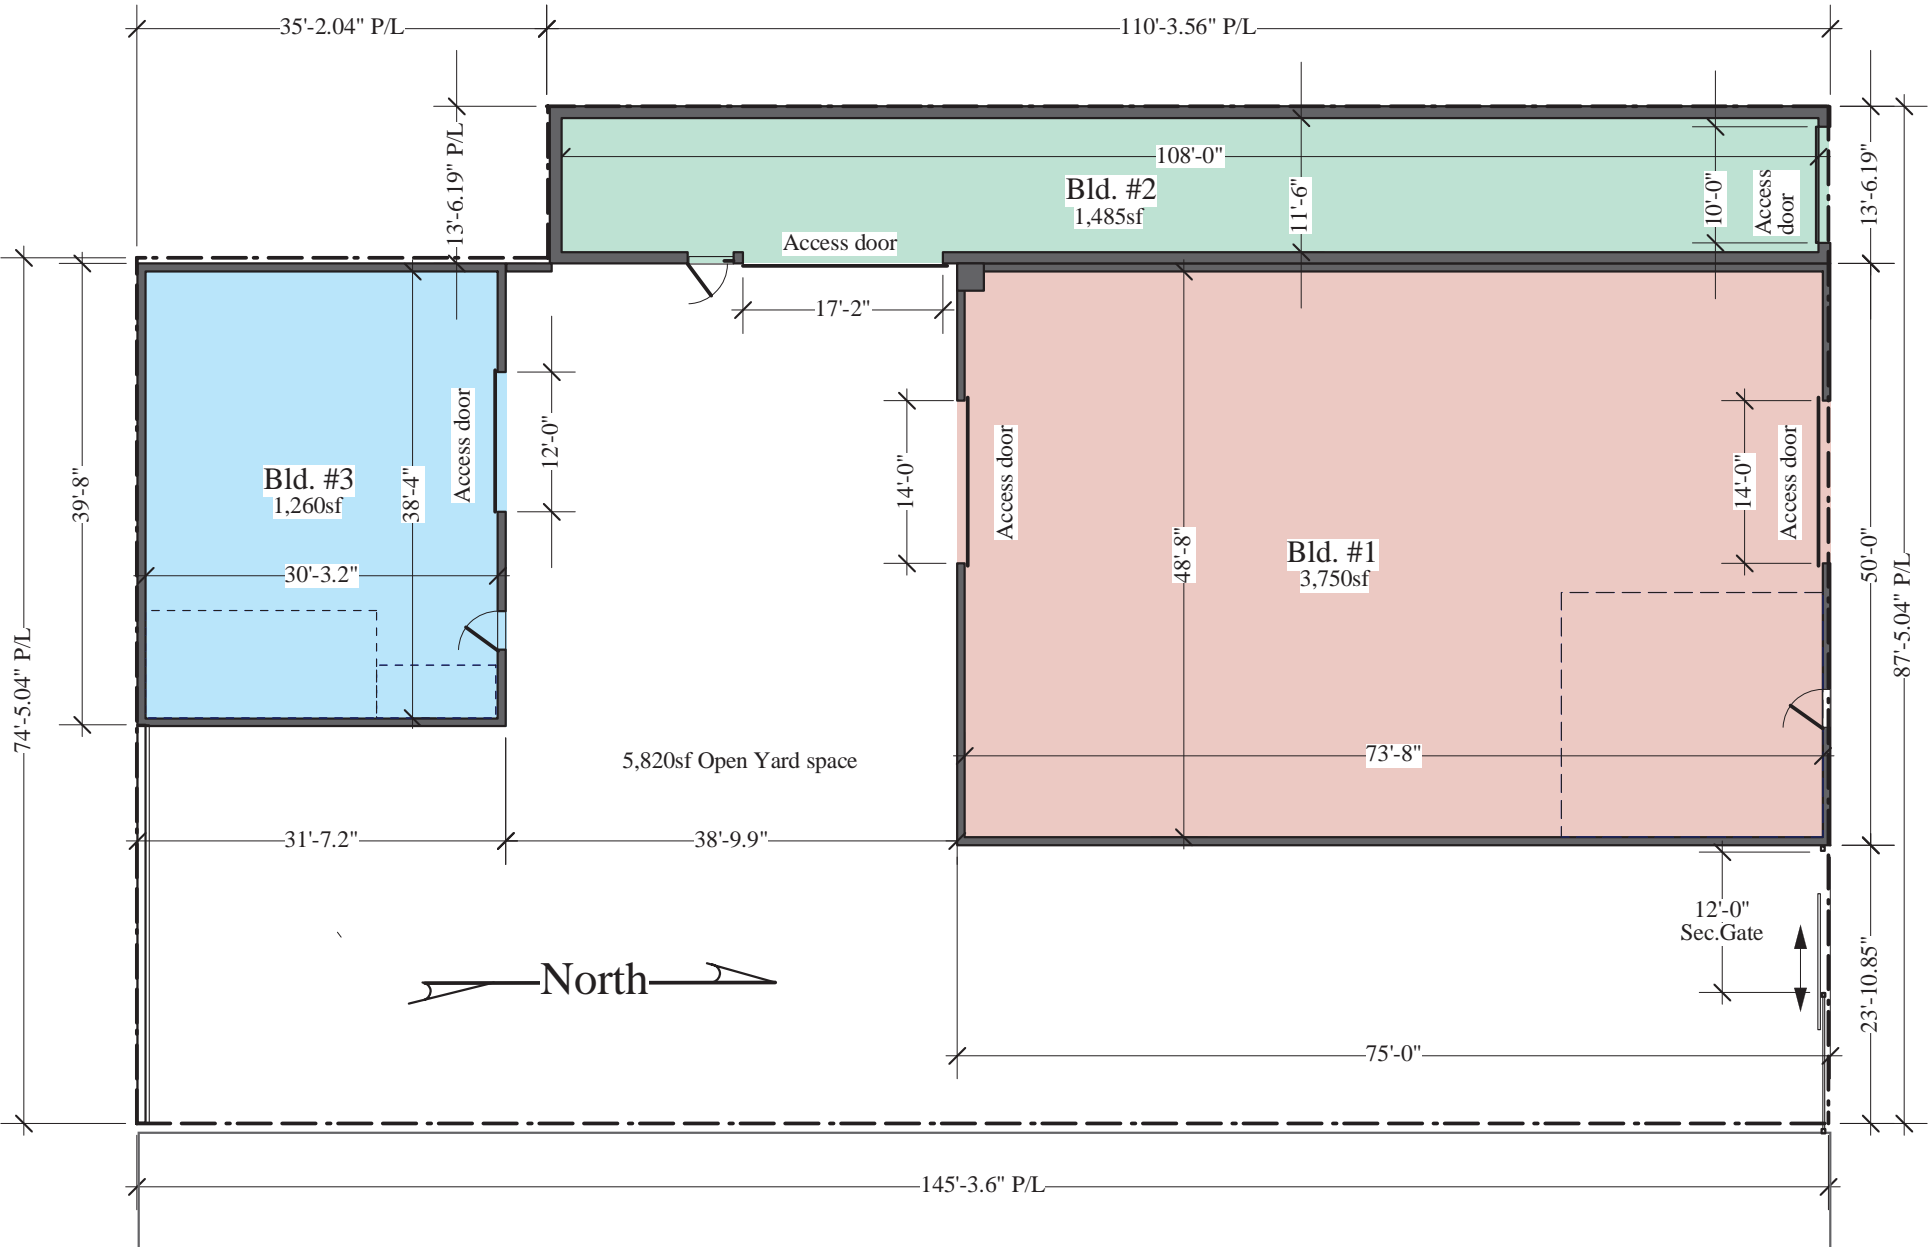 35'-2.04" P/L
110'-3.56" P/L
13'-6.19" P/L
108'-0"
Bld. #2
1,485sf
11'-6"
10'-0"
Access
door
13'-6.19"
Access door
17'-2"
39'-8"
Bld. #3
1,260sf
38'-4"
Access door
12'-0"
30'-3.2"
14'-0"
Access door
48'-8"
Bld. #1
3,750sf
14'-0"
Access door
50'-0"
87'-5.04" P/L
74'-5.04" P/L
5,820sf Open Yard space
73'-8"
31'-7.2"
38'-9.9"
12'-0"
Sec.Gate
23'-10.85"
North
75'-0"
145'-3.6" P/L